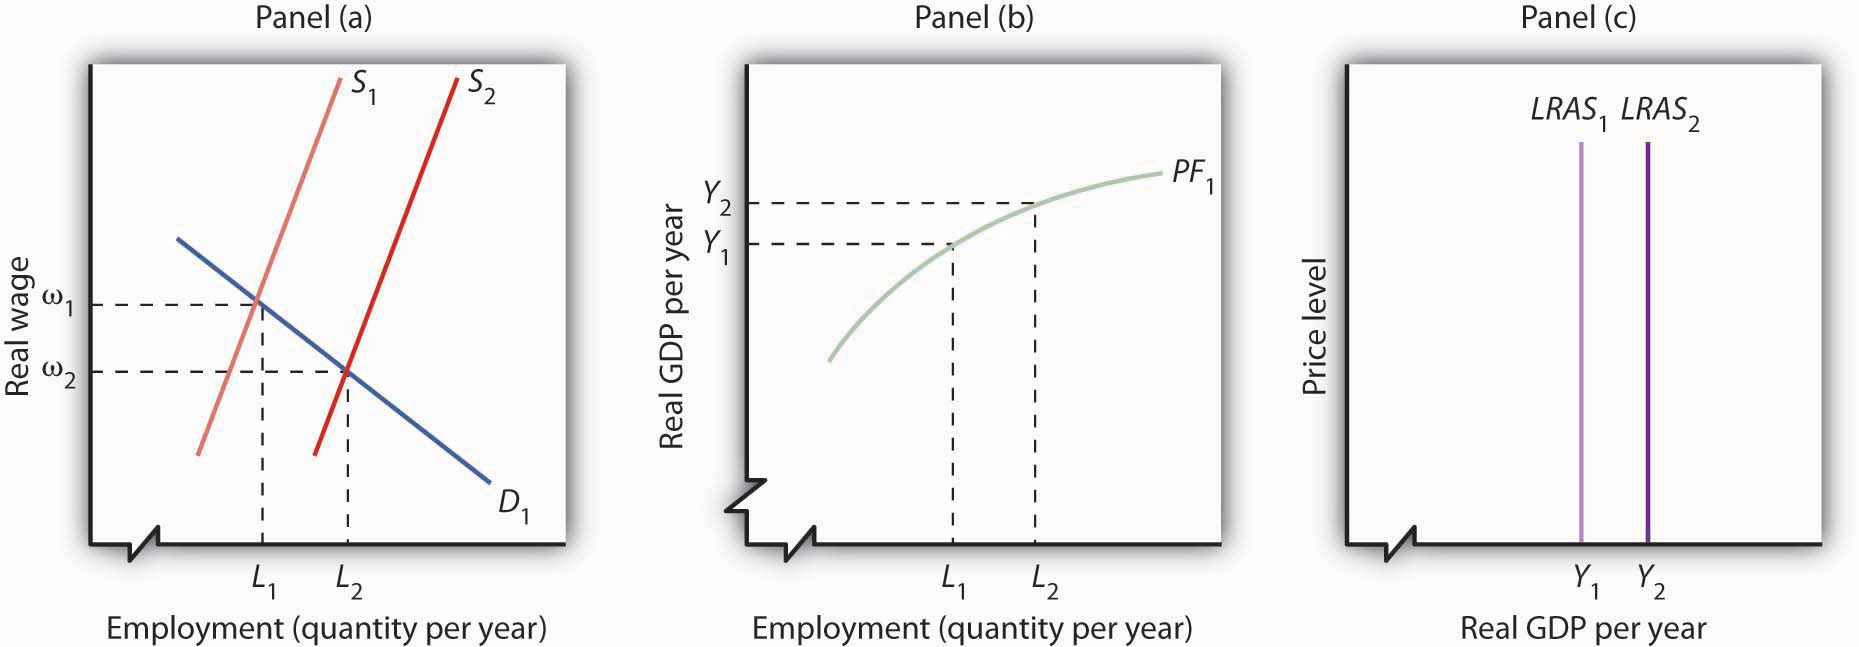 Panel (a)
S1
S2
Real wage
ω1
ω2
D1
L1
L2
Employment (quantity per year)
Panel (b)
Real GDP per year
Y2
Y1
PF1
L1
L2
Employment (quantity per year)
Panel (c)
LRAS1
LRAS2
Price level
Y1
Y2
Real GDP per year